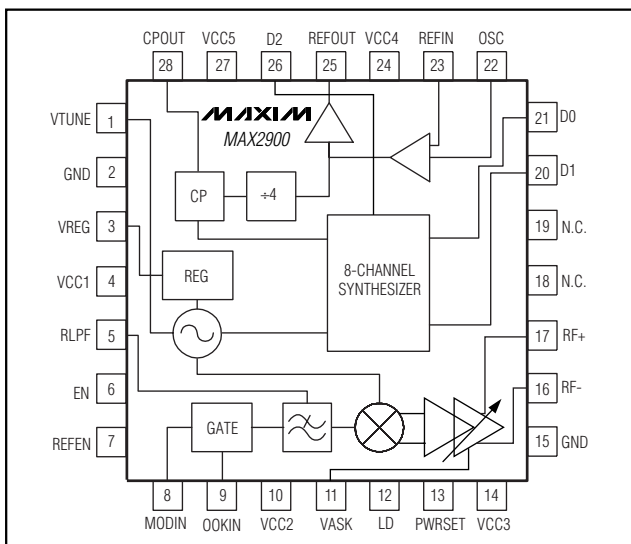 CPOUT VCC5 D2 REFOUT VCC4 REFIN OSC
28 27 26 25 24 23 22
MAXIM
MAX2900
VTUNE 1
GND 2
VREG 3
VCC1 4
RLPF 5
EN 6
REFEN 7
21 D0
20 D1
19 N.C.
18 N.C.
17 RF+
16 RF-
15 GND
CP
÷4
REG
8-CHANNEL
SYNTHESIZER
GATE
8 9 10 11 12 13 14
MODIN OOKIN VCC2 VASK LD PWRSET VCC3